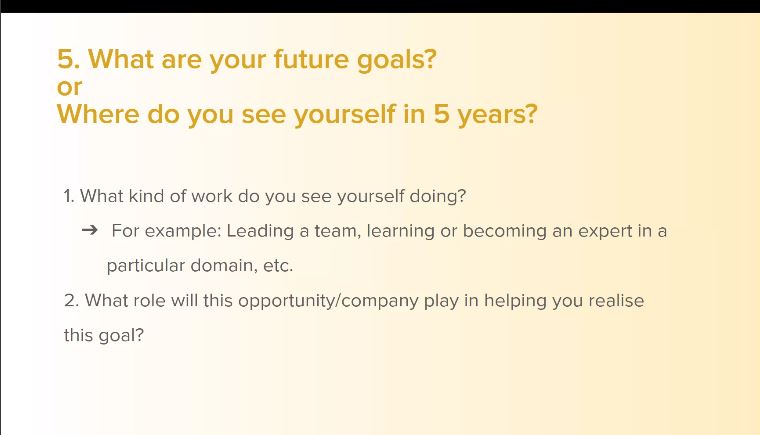 5. What are your future goals?
or
Where do you see yourself in 5 years?
1. What kind of work do you see yourself doing?
➔ For example: Leading a team, learning or becoming an expert in a
particular domain, etc.
2. What role will this opportunity/company play in helping you realise
this goal?